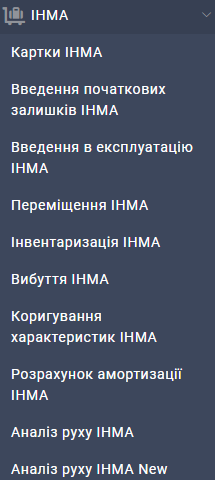 ІНМА
Картки ІНМА
Введення початкових
залишків ІНМА
Введення в експлуатацію
ІНМА
Переміщення ІНМА
Інвентаризація ІНМА
Вибуття ІНМА
Коригування
характеристик ІНМА
Розрахунок амортизації
ІНМА
Аналіз руху ІНМА
Аналіз руху ІНМА New